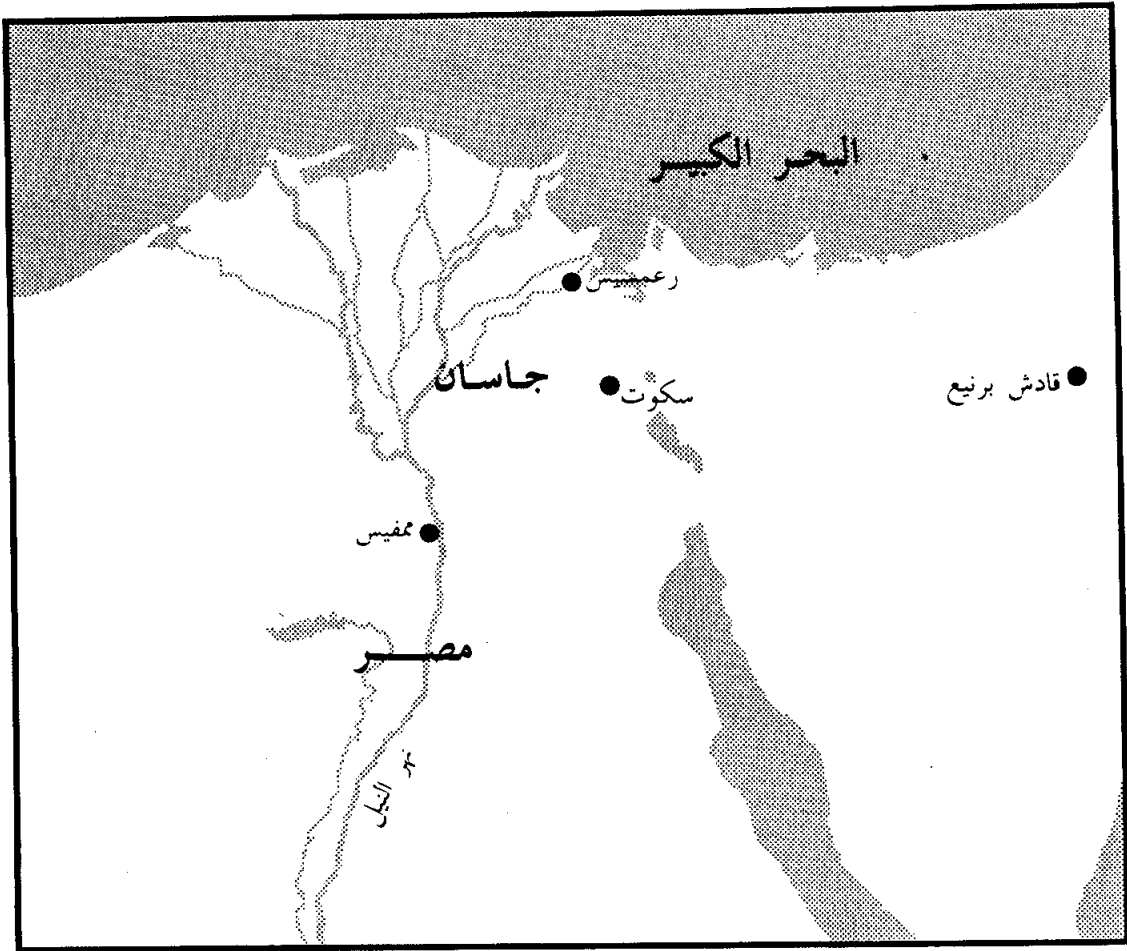 البحر الكبير
رعمسيس
جاسان
سكوت
قادش برنيع
ممفيس
مصر
نهر النيل